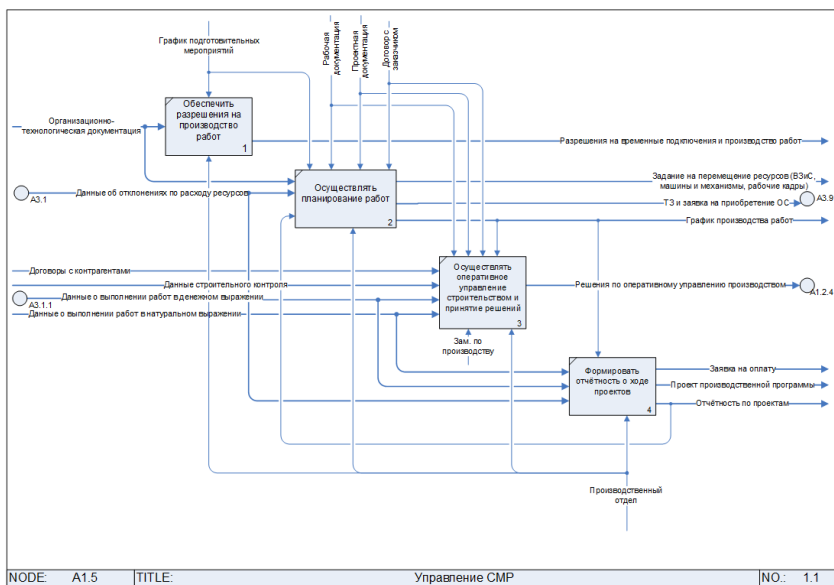 График подготовительных
мероприятий
Рабочая
документация
Проектная
документация
Договор с
заказчиком
Обеспечить
разрешения на
производство
работ
1
Организационно-
технологическая документация
Разрешения на временные подключения и производство работ
Осуществлять
планирование работ
2
Данные об отклонениях по расходу ресурсов
A3.1
Задание на перемещение ресурсов (ВЗиС,
машины и механизмы, рабочие кадры)
ТЗ и заявка на приобретение ОС
A3.9
График производства работ
Договоры с контрагентами
Данные строительного контроля
Данные о выполнении работ в денежном выражении
A3.1.1
Данные о выполнении работ в натуральном выражении
Осуществлять
оперативное
управление
строительством и
принятие решений
3
Решения по оперативному управлению производством
A1.2.4
Зам. по
производству
Формировать
отчётность о ходе
проектов
4
Заявка на оплату
Проект производственной программы
Отчётность по проектам
Производственный
отдел
NODE: A1.5 TITLE: Управление СМР NO.: 1.1